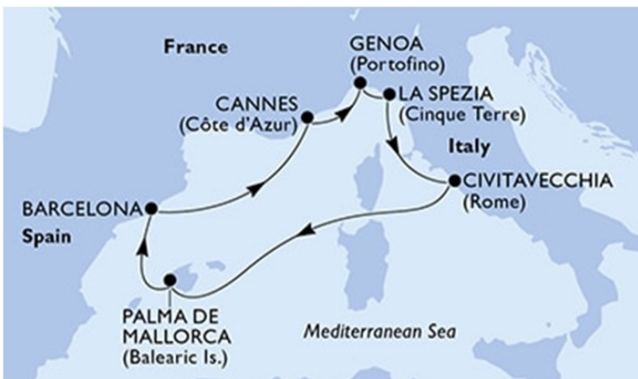 France
GENOA
(Portofino)
CANNES
(Côte d'Azur)
LA SPEZIA
(Cinque Terre)
Italy
CIVITAVECCHIA
(Rome)
BARCELONA
Spain
PALMA DE
MALLORCA
(Balearic Is.)
Mediterranean Sea